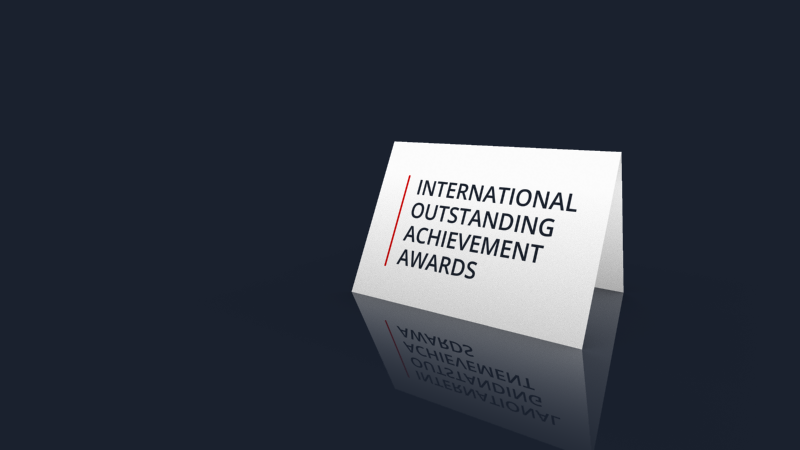 INTERNATIONAL
OUTSTANDING
ACHIEVEMENT
AWARDS